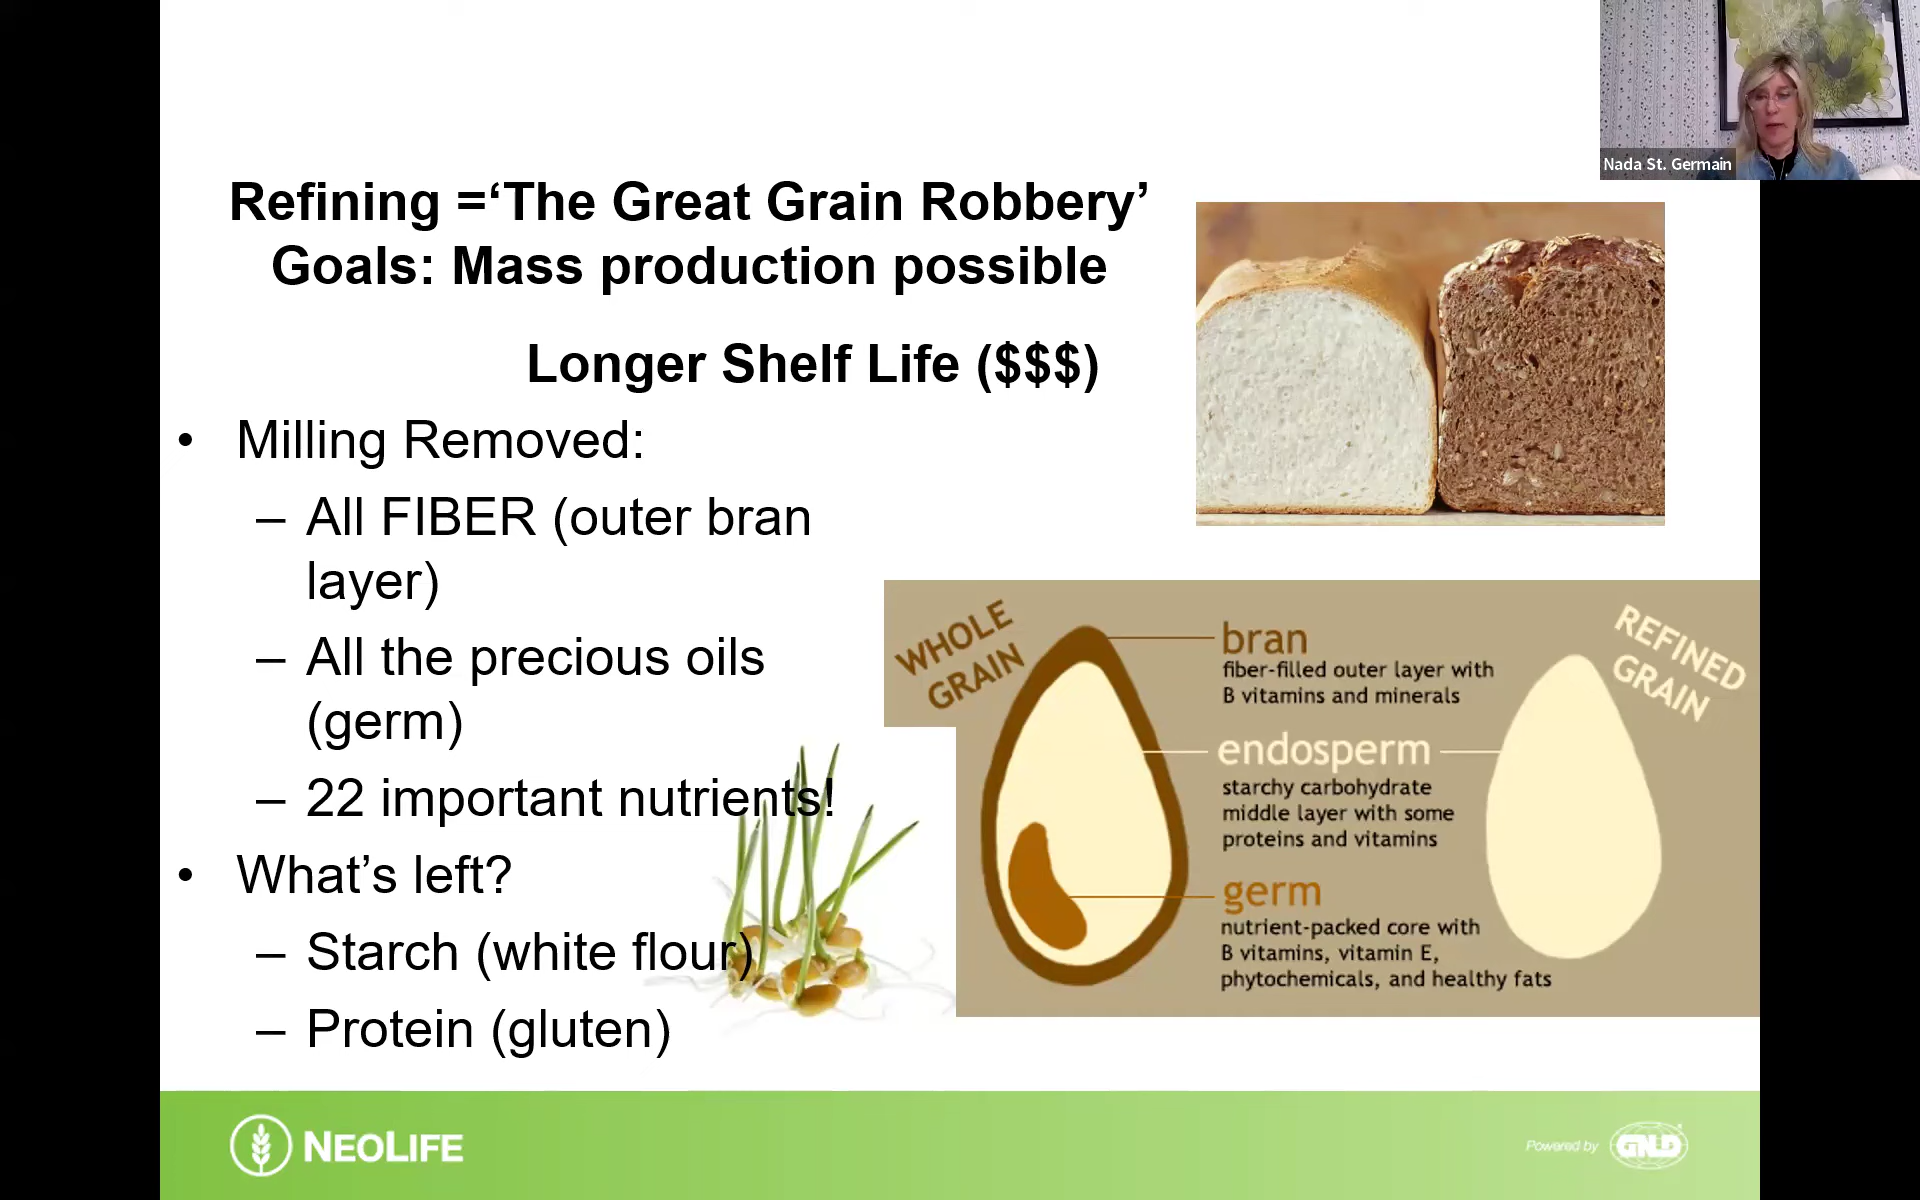 Nada St. Germain
Refining =‘The Great Grain Robbery’
Goals: Mass production possible
Longer Shelf Life ($$$)
• Milling Removed:
– All FIBER (outer bran
layer)
– All the precious oils
(germ)
– 22 important nutrients!
• What’s left?
– Starch (white flour)
– Protein (gluten)
WHOLE
GRAIN
bran
fiber-filled outer layer with
B vitamins and minerals
endosperm
starchy carbohydrate
middle layer with some
proteins and vitamins
germ
nutrient-packed core with
B vitamins, vitamin E,
phytochemicals, and healthy fats
REFINED
GRAIN
NEOLIFE
Powered by
GNLD